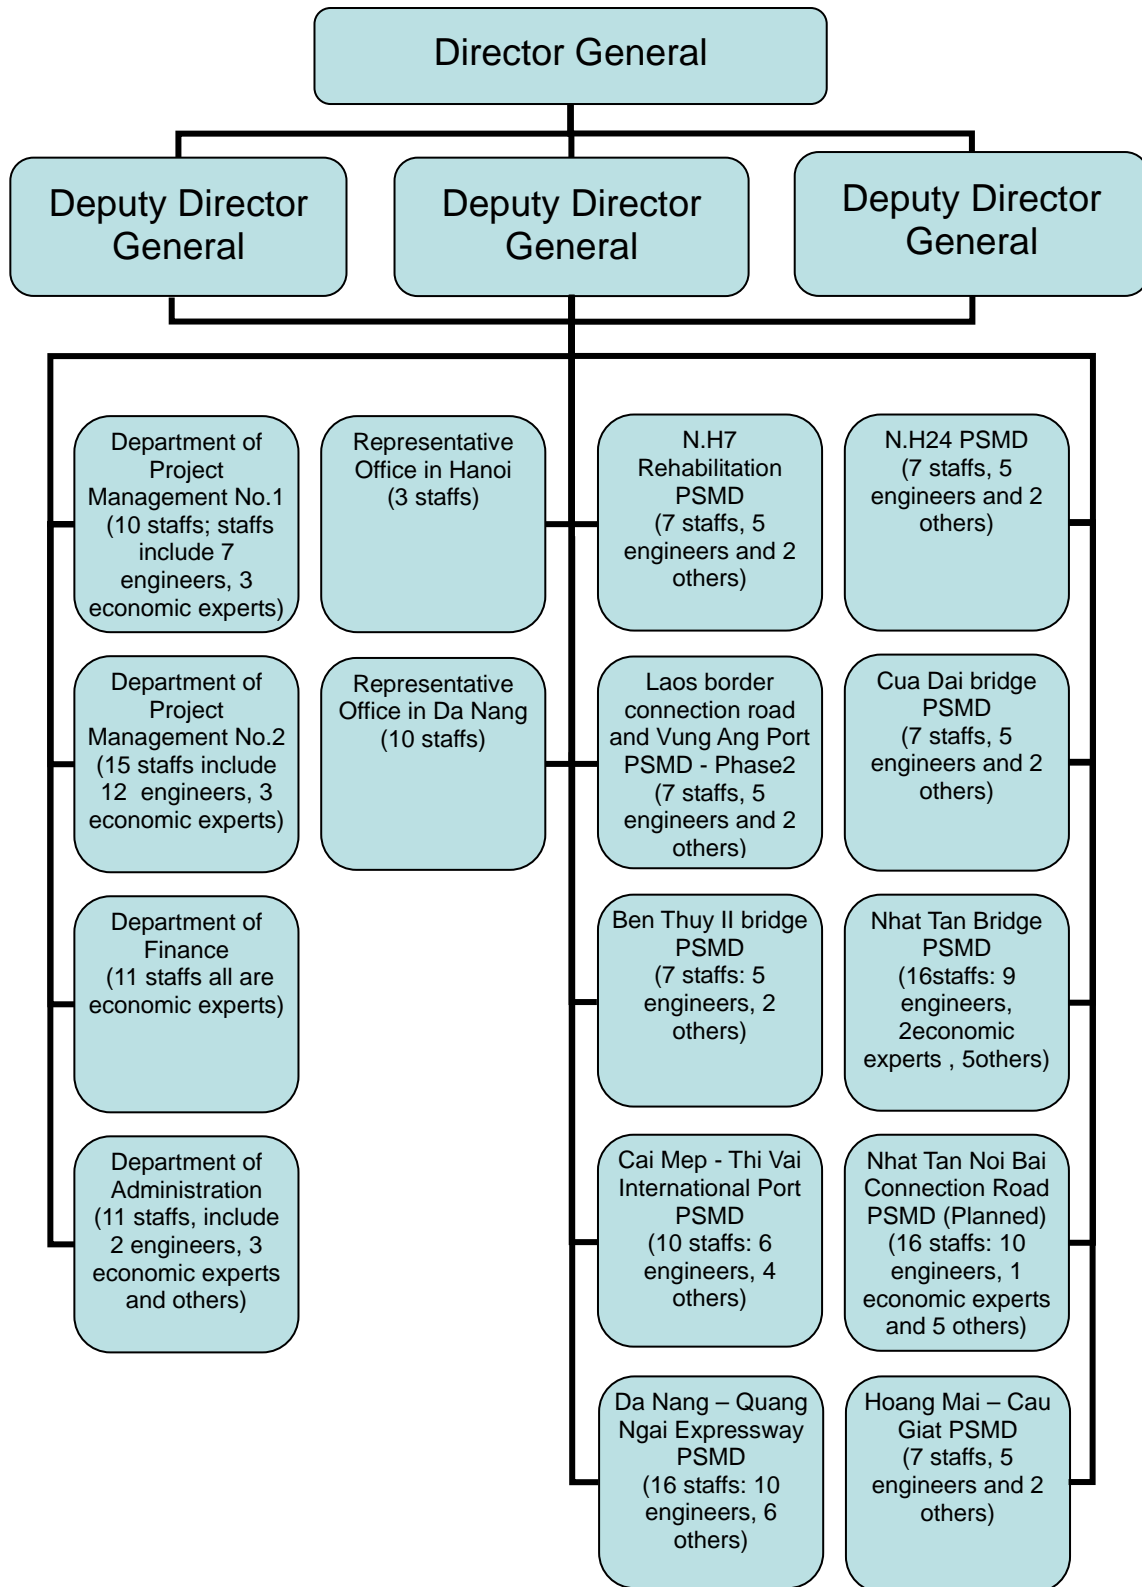 Director General
Deputy Director
General
Deputy Director
General
Deputy Director
General
Department of
Project
Management No.1
(10 staffs; staffs
include 7
engineers, 3
economic experts)
Representative
Office in Hanoi
(3 staffs)
N.H7
Rehabilitation
PSMD
(7 staffs, 5
engineers and 2
others)
N.H24 PSMD
(7 staffs, 5
engineers and 2
others)
Department of
Project
Management No.2
(15 staffs include
12 engineers, 3
economic experts)
Representative
Office in Da Nang
(10 staffs)
Laos border
connection road
and Vung Ang Port
PSMD - Phase2
(7 staffs, 5
engineers and 2
others)
Cua Dai bridge
PSMD
(7 staffs, 5
engineers and 2
others)
Department of
Finance
(11 staffs all are
economic experts)
Ben Thuy II bridge
PSMD
(7 staffs: 5
engineers, 2
others)
Nhat Tan Bridge
PSMD
(16staffs: 9
engineers,
2economic
experts , 5others)
Department of
Administration
(11 staffs, include
2 engineers, 3
economic experts
and others)
Cai Mep - Thi Vai
International Port
PSMD
(10 staffs: 6
engineers, 4
others)
Nhat Tan Noi Bai
Connection Road
PSMD (Planned)
(16 staffs: 10
engineers, 1
economic experts
and 5 others)
Da Nang – Quang
Ngai Expressway
PSMD
(16 staffs: 10
engineers, 6
others)
Hoang Mai – Cau
Giat PSMD
(7 staffs, 5
engineers and 2
others)